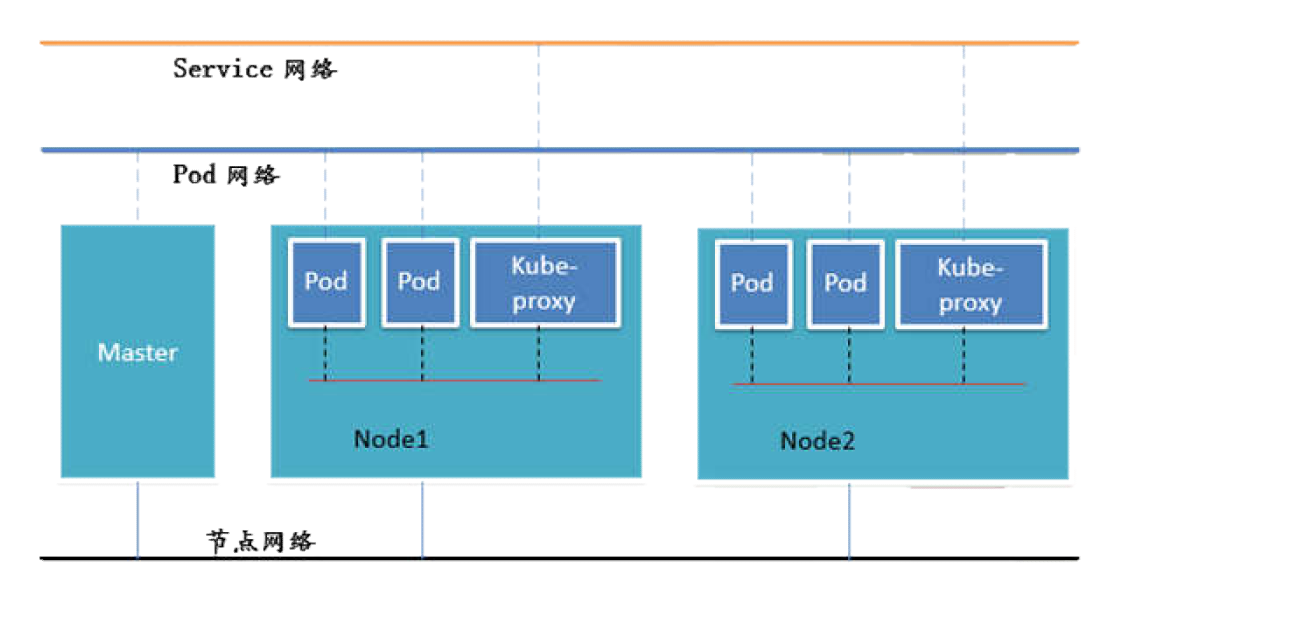 Service 网络
Pod 网络
Master
Pod
Pod
Kube-
proxy
Node1
Pod
Pod
Kube-
proxy
Node2
节点网络